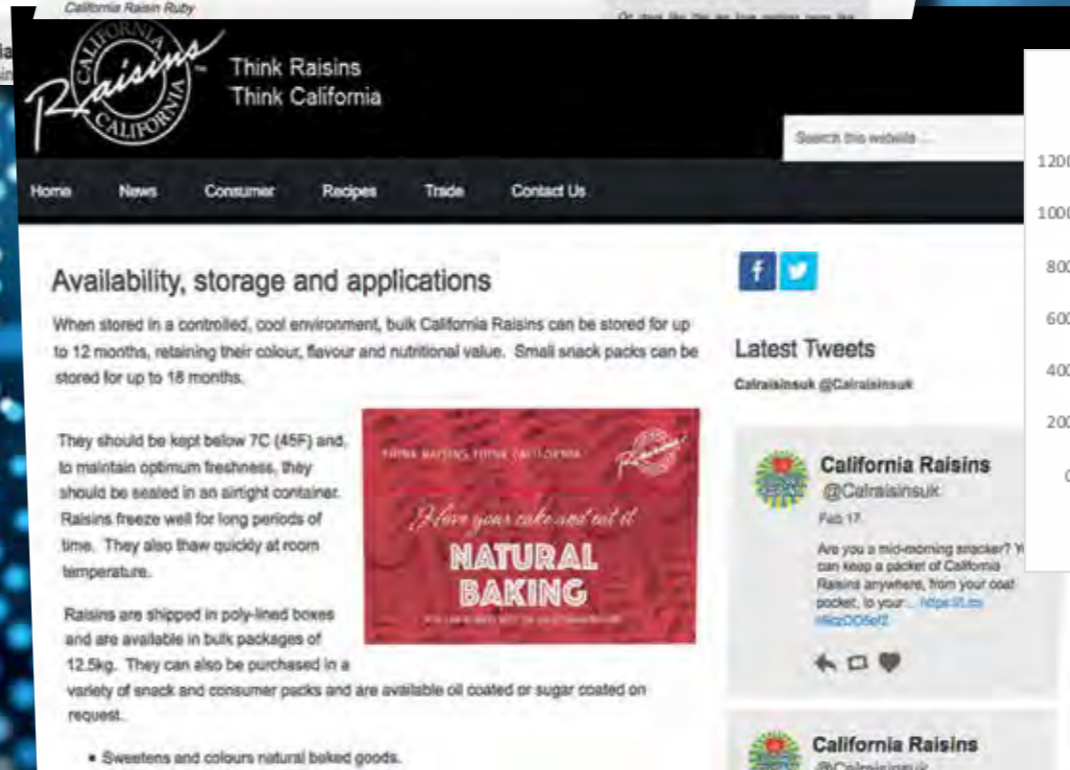 California Raisin Ruby
CALIFORNIA
Raisins
CALIFORNIA
Think Raisins
Think California
Search this website ...
Home News Consumer Recipes Trade Contact Us
Availability, storage and applications
When stored in a controlled, cool environment, bulk California Raisins can be stored for up
to 12 months, retaining their colour, flavour and nutritional value. Small snack packs can be
stored for up to 18 months.
They should be kept below 7C (45F) and,
to maintain optimum freshness, they
should be sealed in an airtight container.
Raisins freeze well for long periods of
time. They also thaw quickly at room
temperature.
THINK RAISINS THINK CALIFORNIA
Raisins
Have your cake and eat it
NATURAL
BAKING
Raisins are shipped in poly-lined boxes
and are available in bulk packages of
12.5kg. They can also be purchased in a
variety of snack and consumer packs and are available oil coated or sugar coated on
request.
• Sweetens and colours natural baked goods.
Latest Tweets
Calraisinsuk @Calraisinsuk
California Raisins
@Calraisinsuk
Feb 17
Are you a mid-morning snacker? Y
can keep a packet of California
Raisins anywhere, from your coat
pocket, to your ...
California Raisins
@Calraisinsuk
1200
1000
800
600
400
200
0